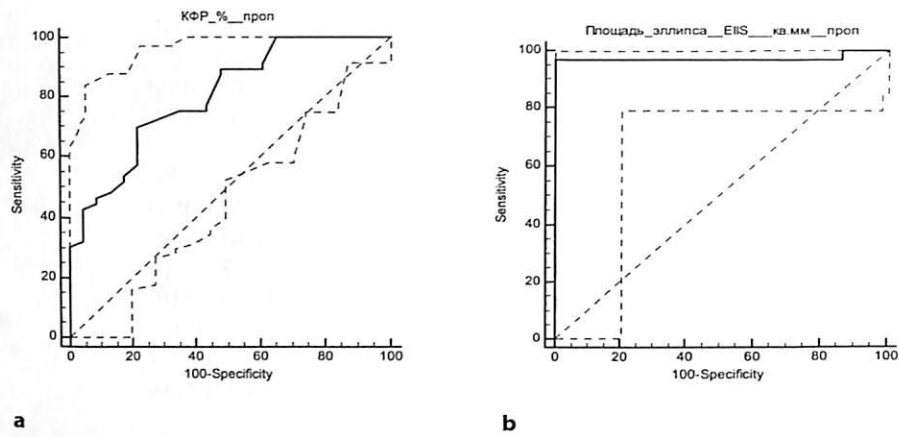 КФР_%__проп
100
80
60
40
20
0
Sensitivity
0 20 40 60 80 100
100-Specificity
a
Площадь_эллипса__EllS___кв.мм__проп
100
80
60
40
20
0
Sensitivity
0 20 40 60 80 100
100-Specificity
b